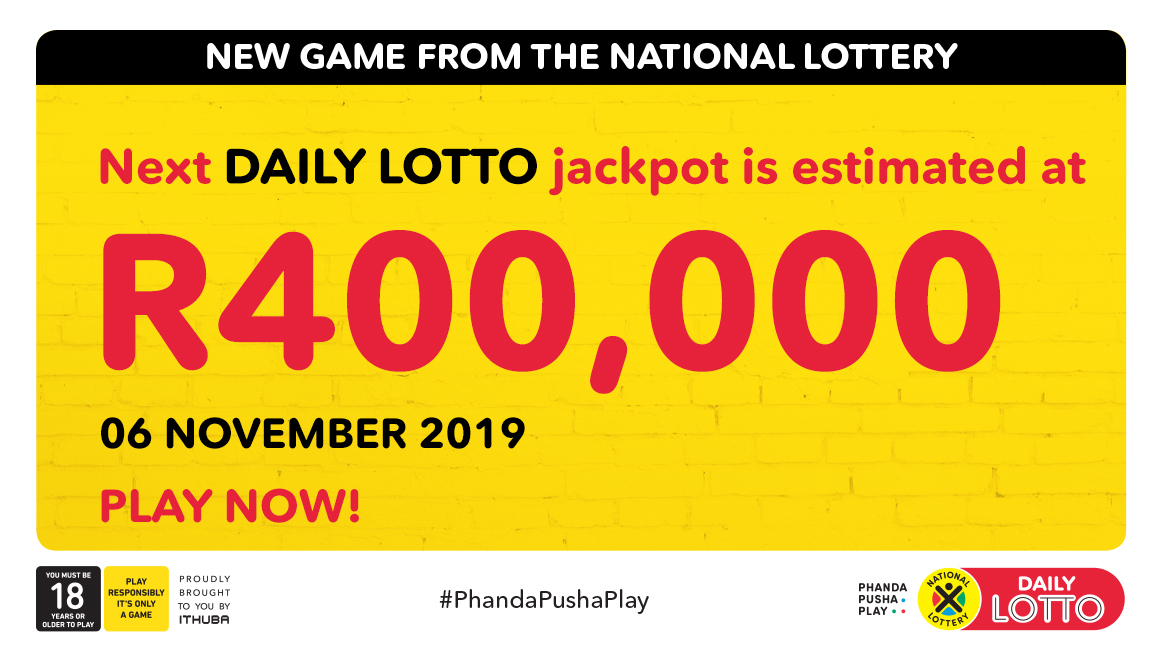 NEW GAME FROM THE NATIONAL LOTTERY
Next DAILY LOTTO jackpot is estimated at
R400,000
06 NOVEMBER 2019
PLAY NOW!
YOU MUST BE
18
YEARS OR
OLDER TO PLAY
PLAY
RESPONSIBLY
IT'S ONLY
A GAME
PROUDLY
BROUGHT
TO YOU BY
ITHUBA
#PhandaPushaPlay
PHANDA
PUSHA
PLAY
NATIONAL
LOTTERY
DAILY
LOTTO